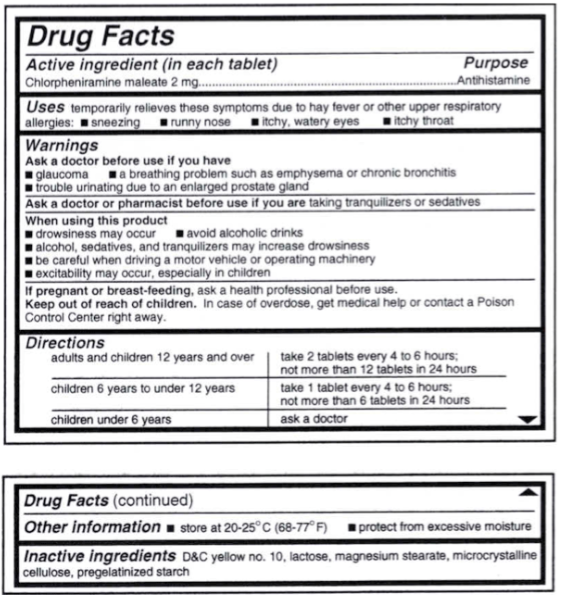 Drug Facts
Active ingredient (in each tablet) Purpose
Chlorpheniramine maleate 2 mg..........................................................................Antihistamine
Uses temporarily relieves these symptoms due to hay fever or other upper respiratory
allergies: ■ sneezing ■ runny nose ■ itchy, watery eyes ■ itchy throat
Warnings
Ask a doctor before use if you have
■ glaucoma ■ a breathing problem such as emphysema or chronic bronchitis
■ trouble urinating due to an enlarged prostate gland
Ask a doctor or pharmacist before use if you are taking tranquilizers or sedatives
When using this product
■ drowsiness may occur ■ avoid alcoholic drinks
■ alcohol, sedatives, and tranquilizers may increase drowsiness
■ be careful when driving a motor vehicle or operating machinery
■ excitability may occur, especially in children
If pregnant or breast-feeding, ask a health professional before use.
Keep out of reach of children. In case of overdose, get medical help or contact a Poison
Control Center right away.
Directions
adults and children 12 years and over take 2 tablets every 4 to 6 hours;
not more than 12 tablets in 24 hours
children 6 years to under 12 years take 1 tablet every 4 to 6 hours;
not more than 6 tablets in 24 hours
children under 6 years ask a doctor
Drug Facts (continued)
Other information ■ store at 20-25°C (68-77°F) ■ protect from excessive moisture
Inactive ingredients D&C yellow no. 10, lactose, magnesium stearate, microcrystalline
cellulose, pregelatinized starch